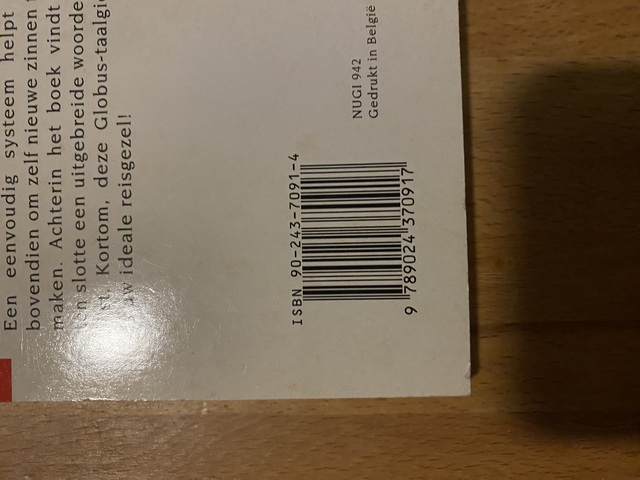 Een eenvoudig systeem helpt
bovendien om zelf nieuwe zinnen
maken. Achterin het boek vindt
slotte een uitgebreide woorde
Kortom, deze Globus-taalgi
uw ideale reisgezel!
NUGI 942
Gedrukt in België
ISBN 90-243-7091-4
9 789024 370917